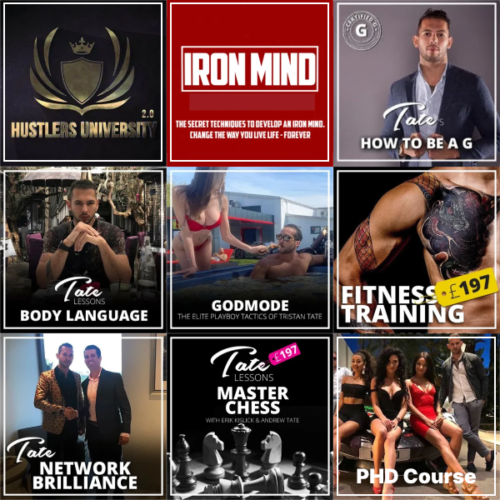 2.0
HUSTLERS UNIVERSITY
IRON MIND
THE SECRET TECHNIQUES TO DEVELOP AN IRON MIND.
CHANGE THE WAY YOU LIVE LIFE - FOREVER
CERTIFIED G
G
Tate's
HOW TO BE A G
Tate
LESSONS
BODY LANGUAGE
GODMODE
THE ELITE PLAYBOY TACTICS OF TRISTAN TATE
FITNESS
£197
TRAINING
Tate
NETWORK
BRILLIANCE
Tate
£197
LESSONS
MASTER
CHESS
WITH ERIK KISLICK & ANDREW TATE
PHD Course